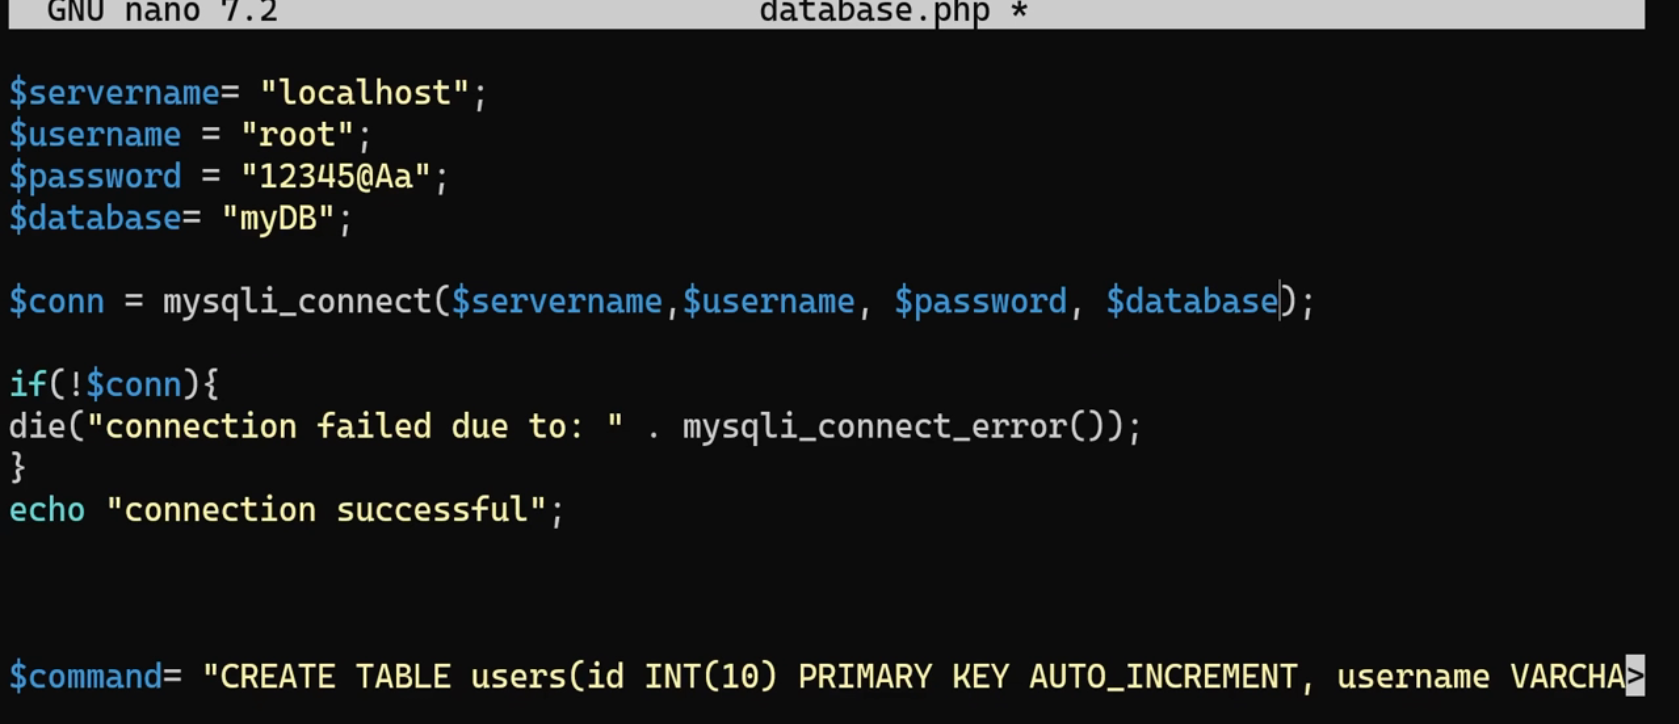 GNU nano 7.2 database.php *
$servername= "localhost";
$username = "root";
$password = "12345@Aa";
$database= "myDB";
$conn = mysqli_connect($servername,$username, $password, $database);
if(!$conn){
die("connection failed due to: " . mysqli_connect_error());
}
echo "connection successful";
$command= "CREATE TABLE users(id INT(10) PRIMARY KEY AUTO_INCREMENT, username VARCHA>